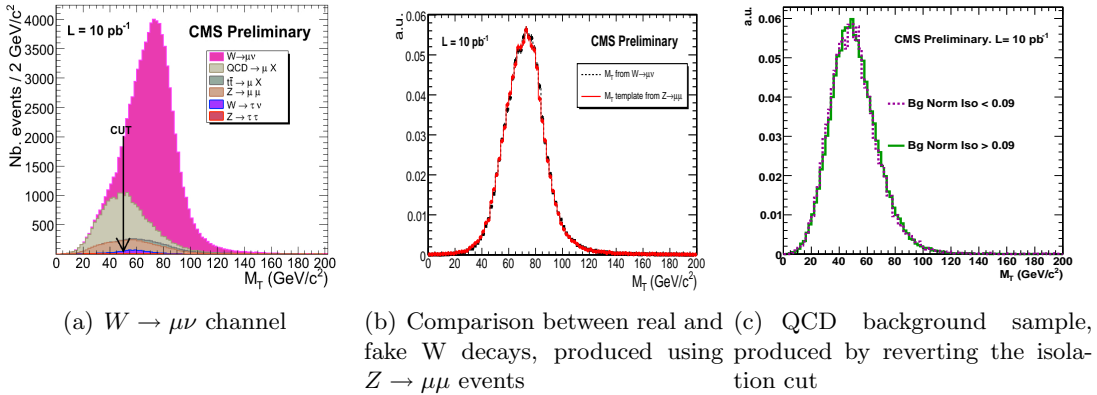 L = 10 pb⁻¹ CMS Preliminary
W→μν
QCD→μ X
tt̄→μ X
Z→μ μ
W→τ ν
Z→τ τ
CUT
Nb. events / 2 GeV/c²
4000
3500
3000
2500
2000
1500
1000
500
0 20 40 60 80 100 120 140 160 180 200
M_T (GeV/c²)
(a) W → μν channel
a.u.
L = 10 pb⁻¹ CMS Preliminary
M_T from W→μν
M_T template from Z→μμ
0.06
0.05
0.04
0.03
0.02
0.01
0
0 20 40 60 80 100 120 140 160 180 200
M_T (GeV/c²)
(b) Comparison between real and
fake W decays, produced using
Z → μμ events
a.u.
CMS Preliminary. L= 10 pb⁻¹
Bg Norm Iso < 0.09
Bg Norm Iso > 0.09
0.06
0.05
0.04
0.03
0.02
0.01
0
0 20 40 60 80 100 120 140 160 180 200
M_T (GeV/c²)
(c) QCD background sample,
produced by reverting the isola-
tion cut